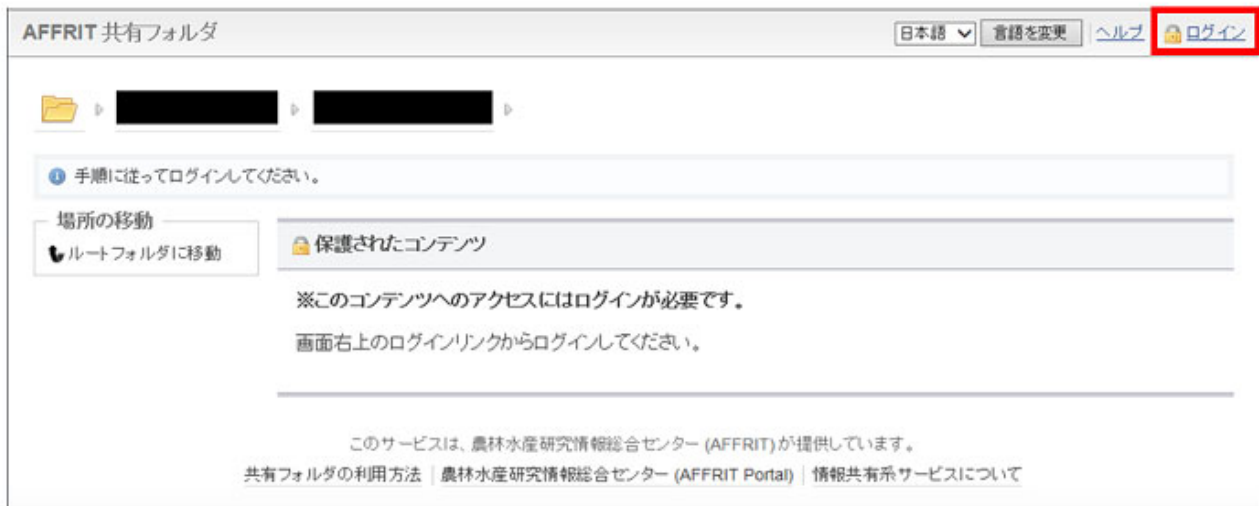 AFFRIT 共有フォルダ 日本語 言語を変更 ヘルプ ログイン
手順に従ってログインしてください。
場所の移動
ルートフォルダに移動
保護されたコンテンツ
※このコンテンツへのアクセスにはログインが必要です。
画面右上のログインリンクからログインしてください。
このサービスは、農林水産研究情報総合センター (AFFRIT) が提供しています。
共有フォルダの利用方法 | 農林水産研究情報総合センター (AFFRIT Portal) | 情報共有系サービスについて